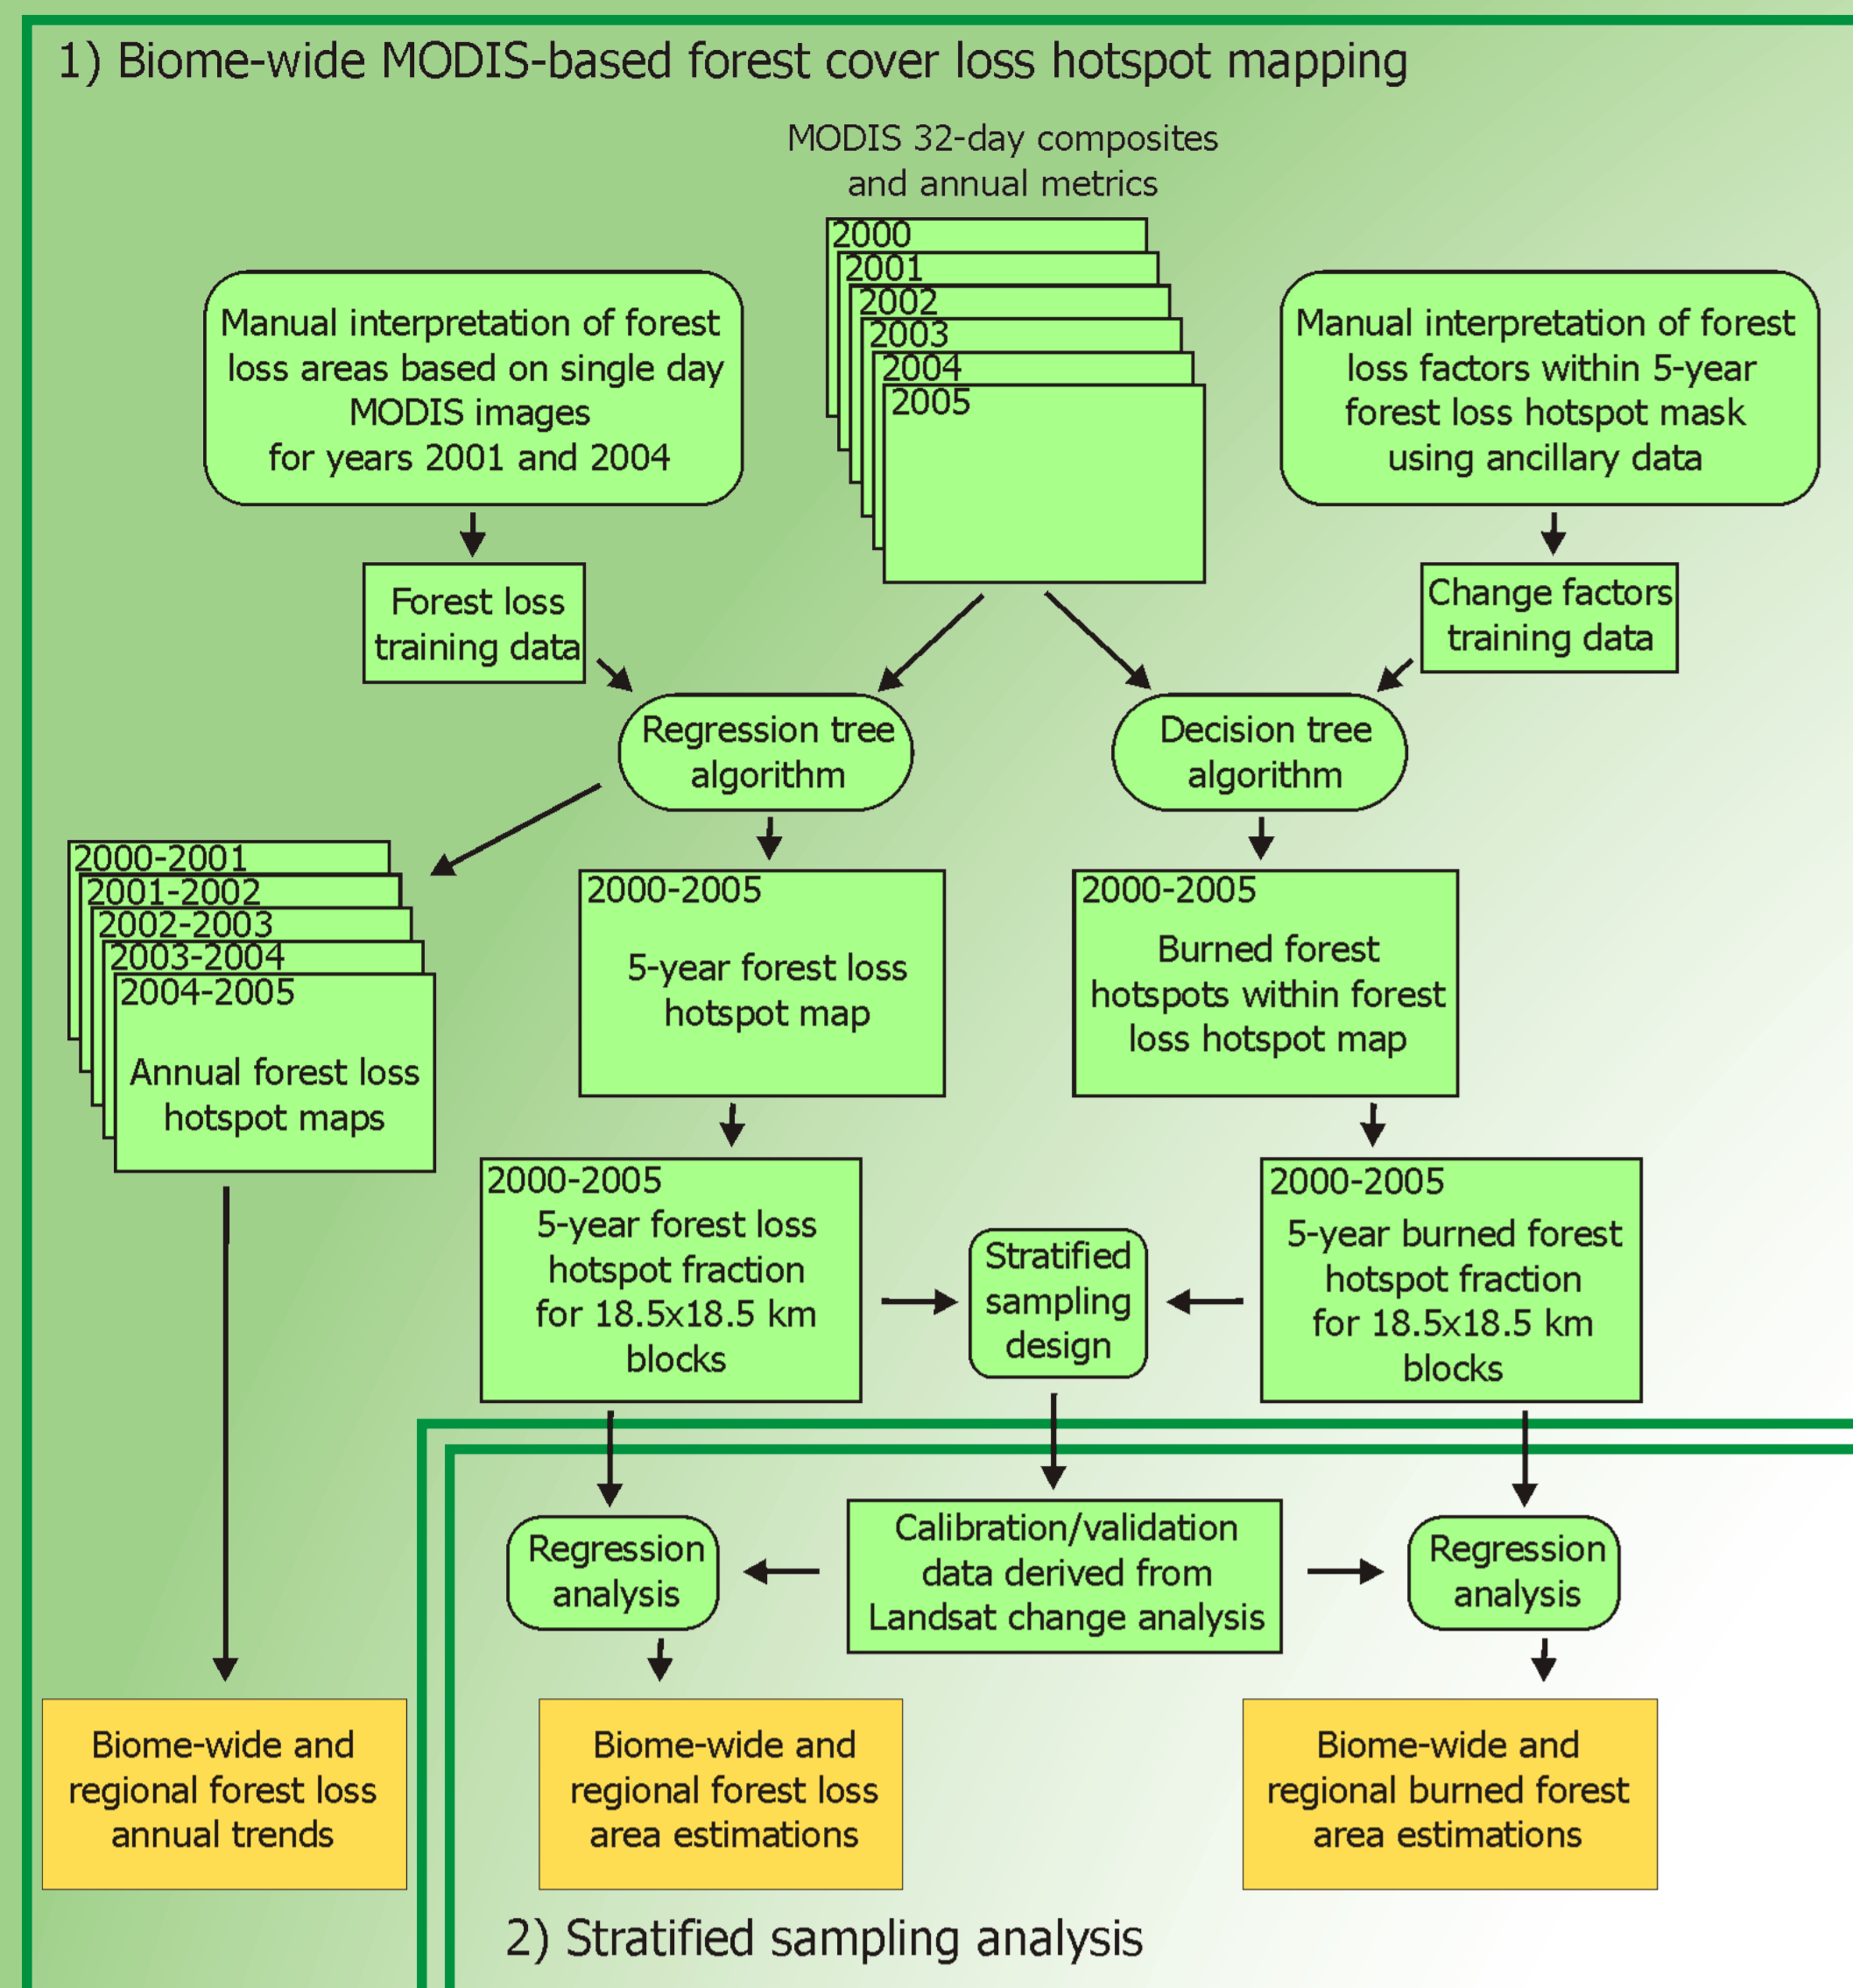 1) Biome-wide MODIS-based forest cover loss hotspot mapping
MODIS 32-day composites
and annual metrics
2000
2001
2002
2003
2004
2005
Manual interpretation of forest
loss areas based on single day
MODIS images
for years 2001 and 2004
Manual interpretation of forest
loss factors within 5-year
forest loss hotspot mask
using ancillary data
Forest loss
training data
Change factors
training data
Regression tree
algorithm
Decision tree
algorithm
2000-2001
2001-2002
2002-2003
2003-2004
2004-2005
Annual forest loss
hotspot maps
2000-2005
5-year forest loss
hotspot map
2000-2005
Burned forest
hotspots within forest
loss hotspot map
2000-2005
5-year forest loss
hotspot fraction
for 18.5x18.5 km
blocks
Stratified
sampling
design
2000-2005
5-year burned forest
hotspot fraction
for 18.5x18.5 km
blocks
Regression
analysis
Calibration/validation
data derived from
Landsat change analysis
Regression
analysis
Biome-wide and
regional forest loss
annual trends
Biome-wide and
regional forest loss
area estimations
Biome-wide and
regional burned forest
area estimations
2) Stratified sampling analysis